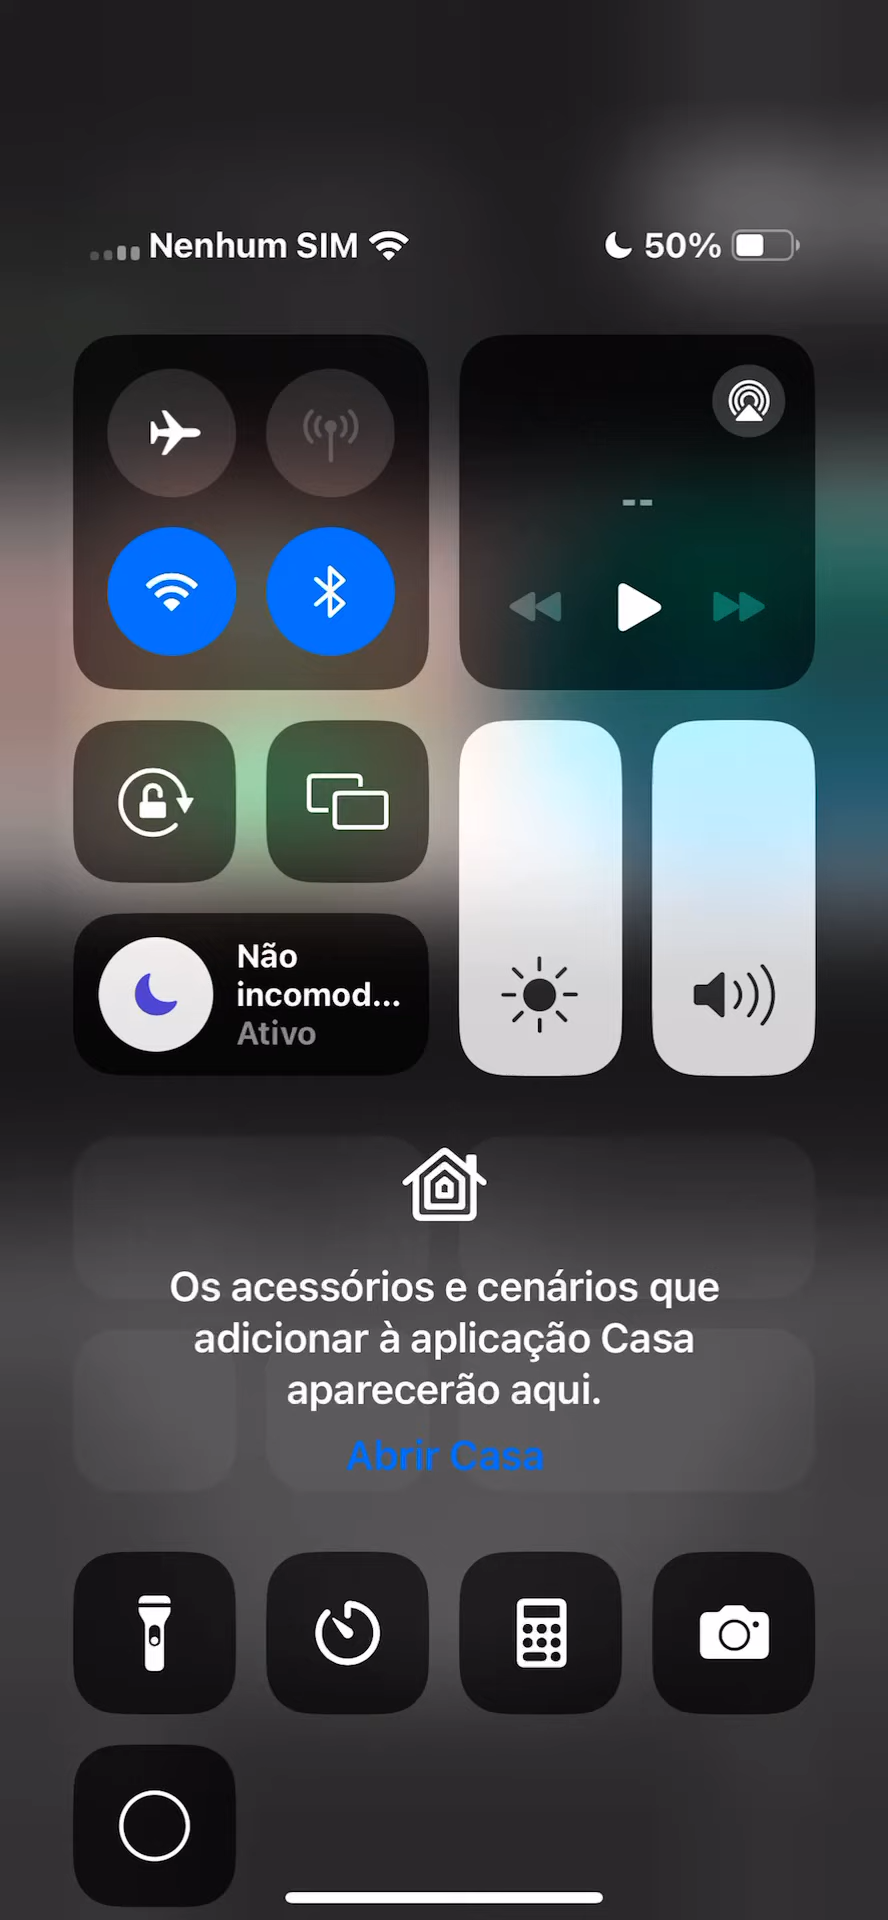 Nenhum SIM
50%
--
Não
incomod...
Ativo
Os acessórios e cenários que
adicionar à aplicação Casa
aparecerão aqui.
Abrir Casa